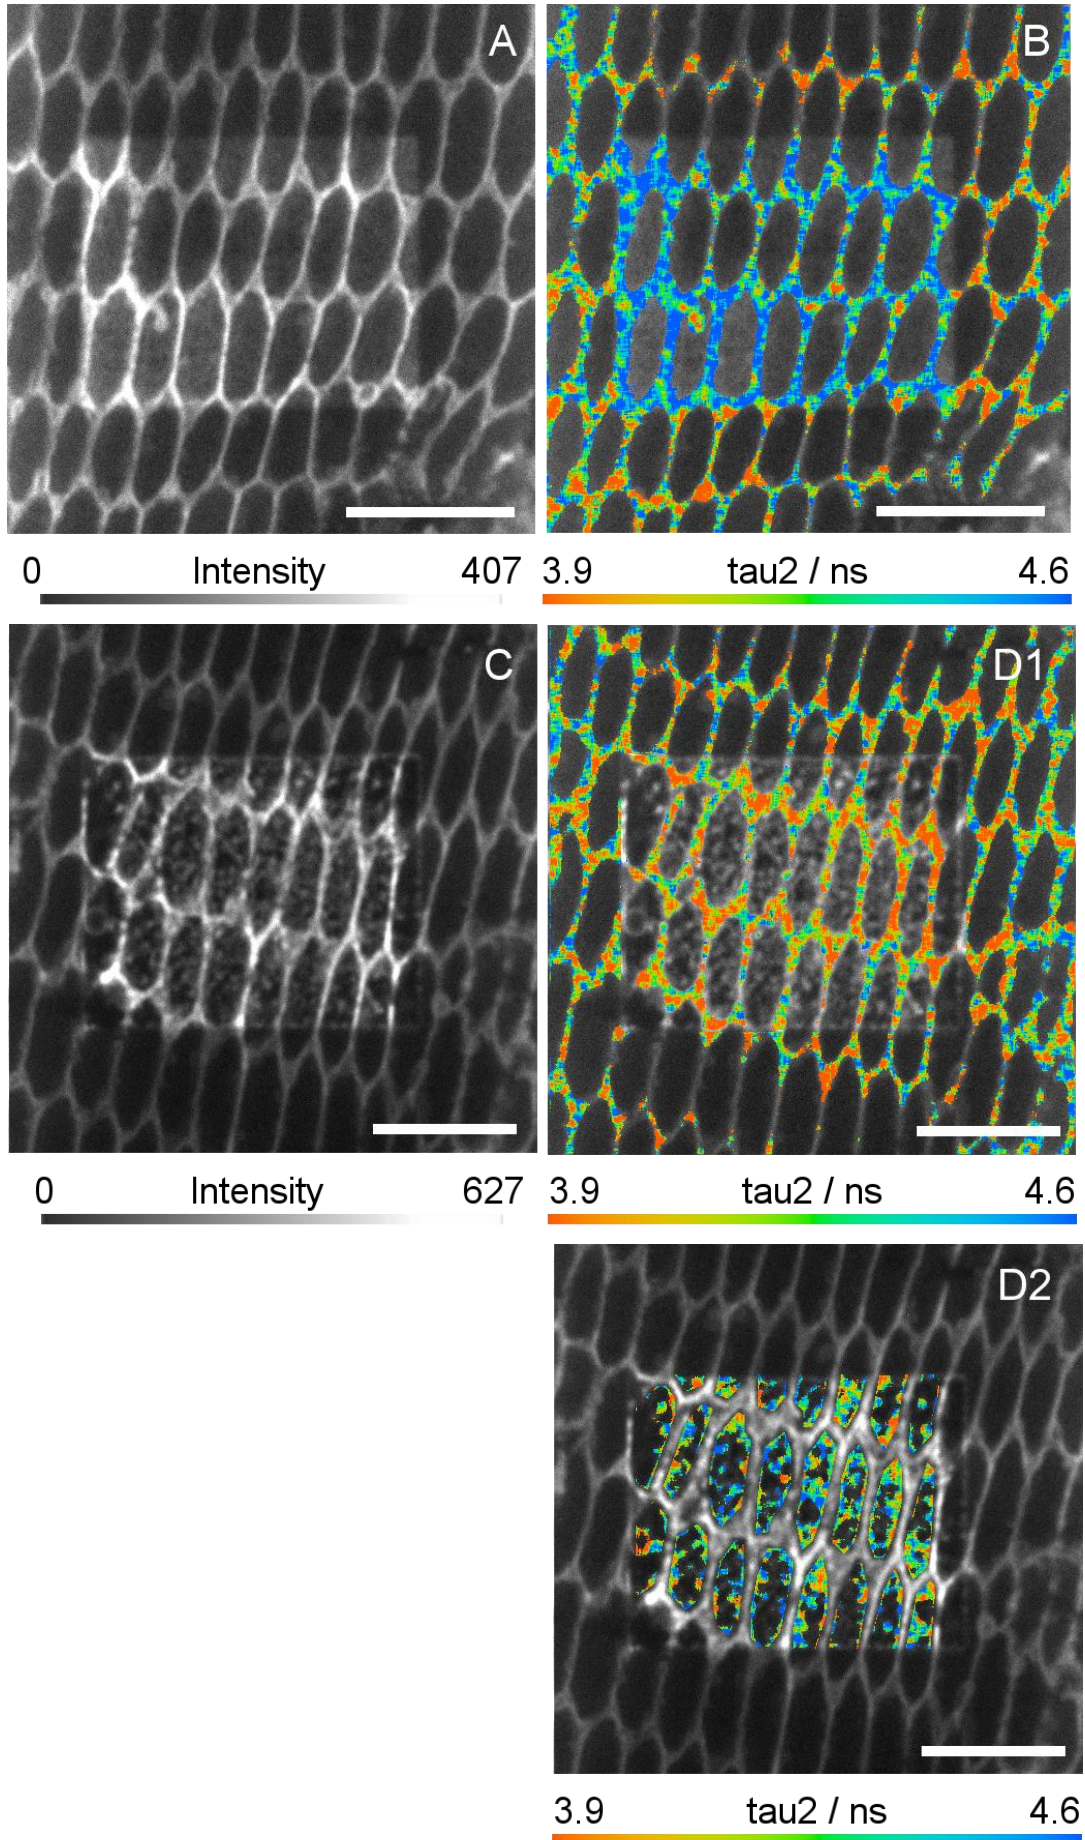 A
B
0 Intensity 407
3.9 tau2 / ns 4.6
C
D1
0 Intensity 627
3.9 tau2 / ns 4.6
D2
3.9 tau2 / ns 4.6